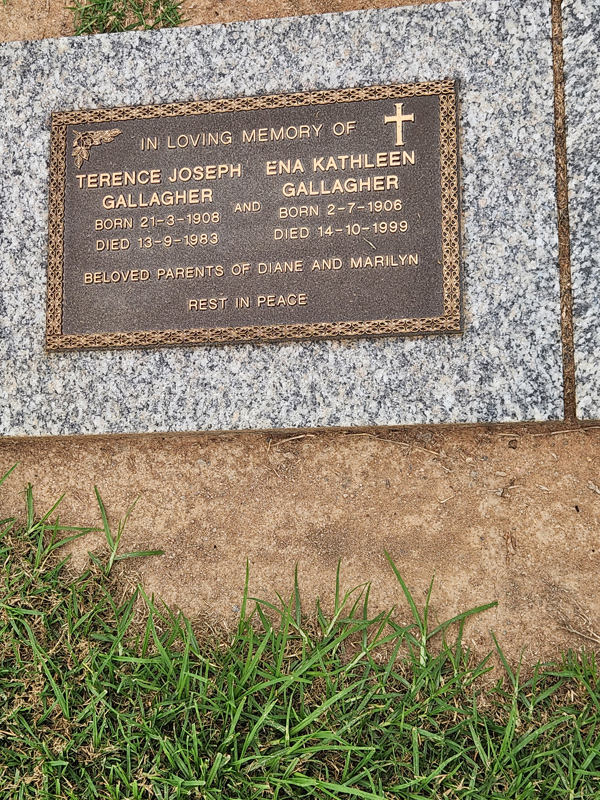 IN LOVING MEMORY OF
TERENCE JOSEPH
GALLAGHER
BORN 21-3-1908
DIED 13-9-1983
AND
ENA KATHLEEN
GALLAGHER
BORN 2-7-1906
DIED 14-10-1999
BELOVED PARENTS OF DIANE AND MARILYN
REST IN PEACE